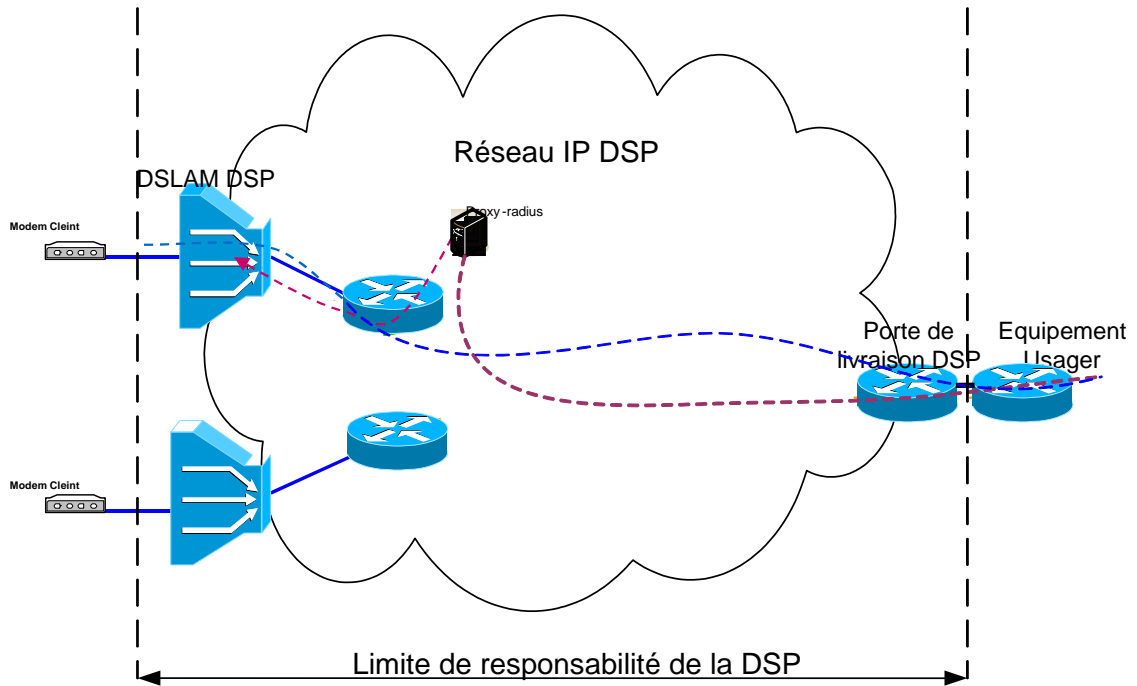 Réseau IP DSP
DSLAM DSP
Proxy-radius
Modem Cleint
Porte de
livraison DSP
Equipement
Usager
Modem Cleint
Limite de responsabilité de la DSP